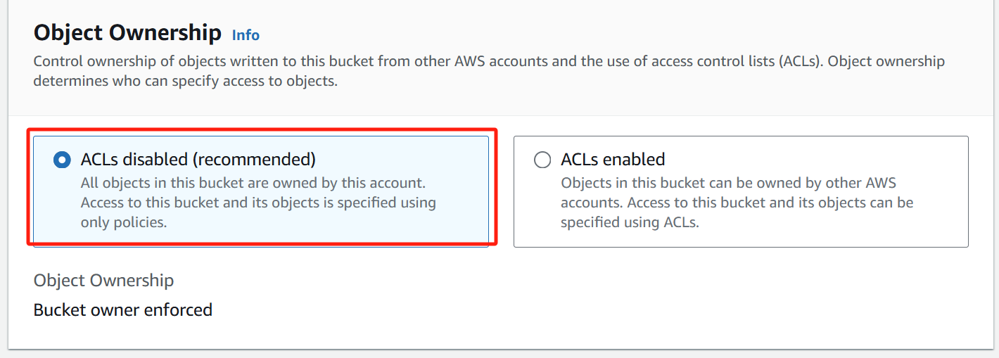 Object Ownership Info
Control ownership of objects written to this bucket from other AWS accounts and the use of access control lists (ACLs). Object ownership
determines who can specify access to objects.
ACLs disabled (recommended)
All objects in this bucket are owned by this account.
Access to this bucket and its objects is specified using
only policies.
ACLs enabled
Objects in this bucket can be owned by other AWS
accounts. Access to this bucket and its objects can be
specified using ACLs.
Object Ownership
Bucket owner enforced